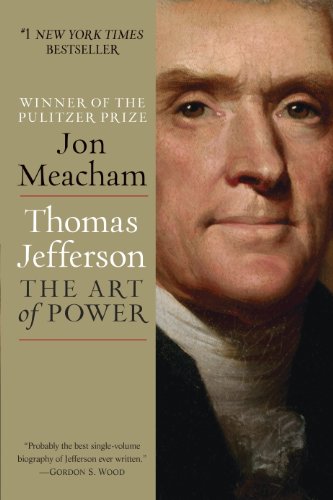 #1 NEW YORK TIMES
BESTSELLER
WINNER OF THE
PULITZER PRIZE
Jon
Meacham
Thomas
Jefferson
THE ART
of POWER
"Probably the best single-volume
biography of Jefferson ever written."
—GORDON S. WOOD